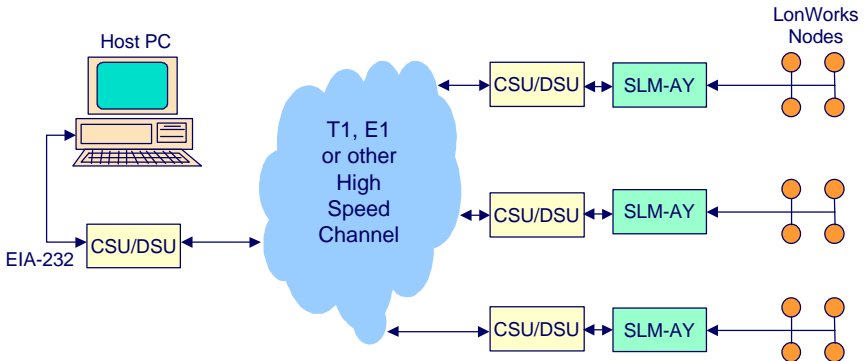 Host PC
EIA-232
CSU/DSU
T1, E1
or other
High
Speed
Channel
LonWorks
Nodes
CSU/DSU
SLM-AY
CSU/DSU
SLM-AY
CSU/DSU
SLM-AY